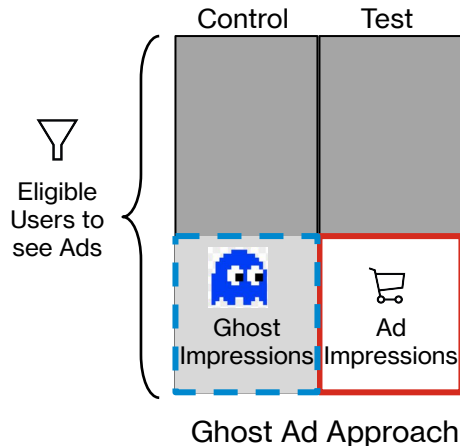 Control Test
Eligible
Users to
see Ads
Ghost
Impressions
Ad
Impressions
Ghost Ad Approach